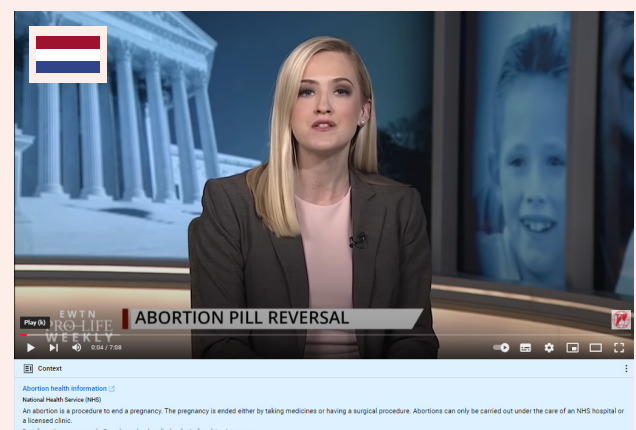 ABORTION PILL REVERSAL
EWTN
PRO-LIFE
WEEKLY
Play (k)
0:04 / 7:08
Context
Abortion health information
National Health Service (NHS)
An abortion is a procedure to end a pregnancy. The pregnancy is ended either by taking medicines or having a surgical procedure. Abortions can only be carried out under the care of an NHS hospital or
a licensed clinic.